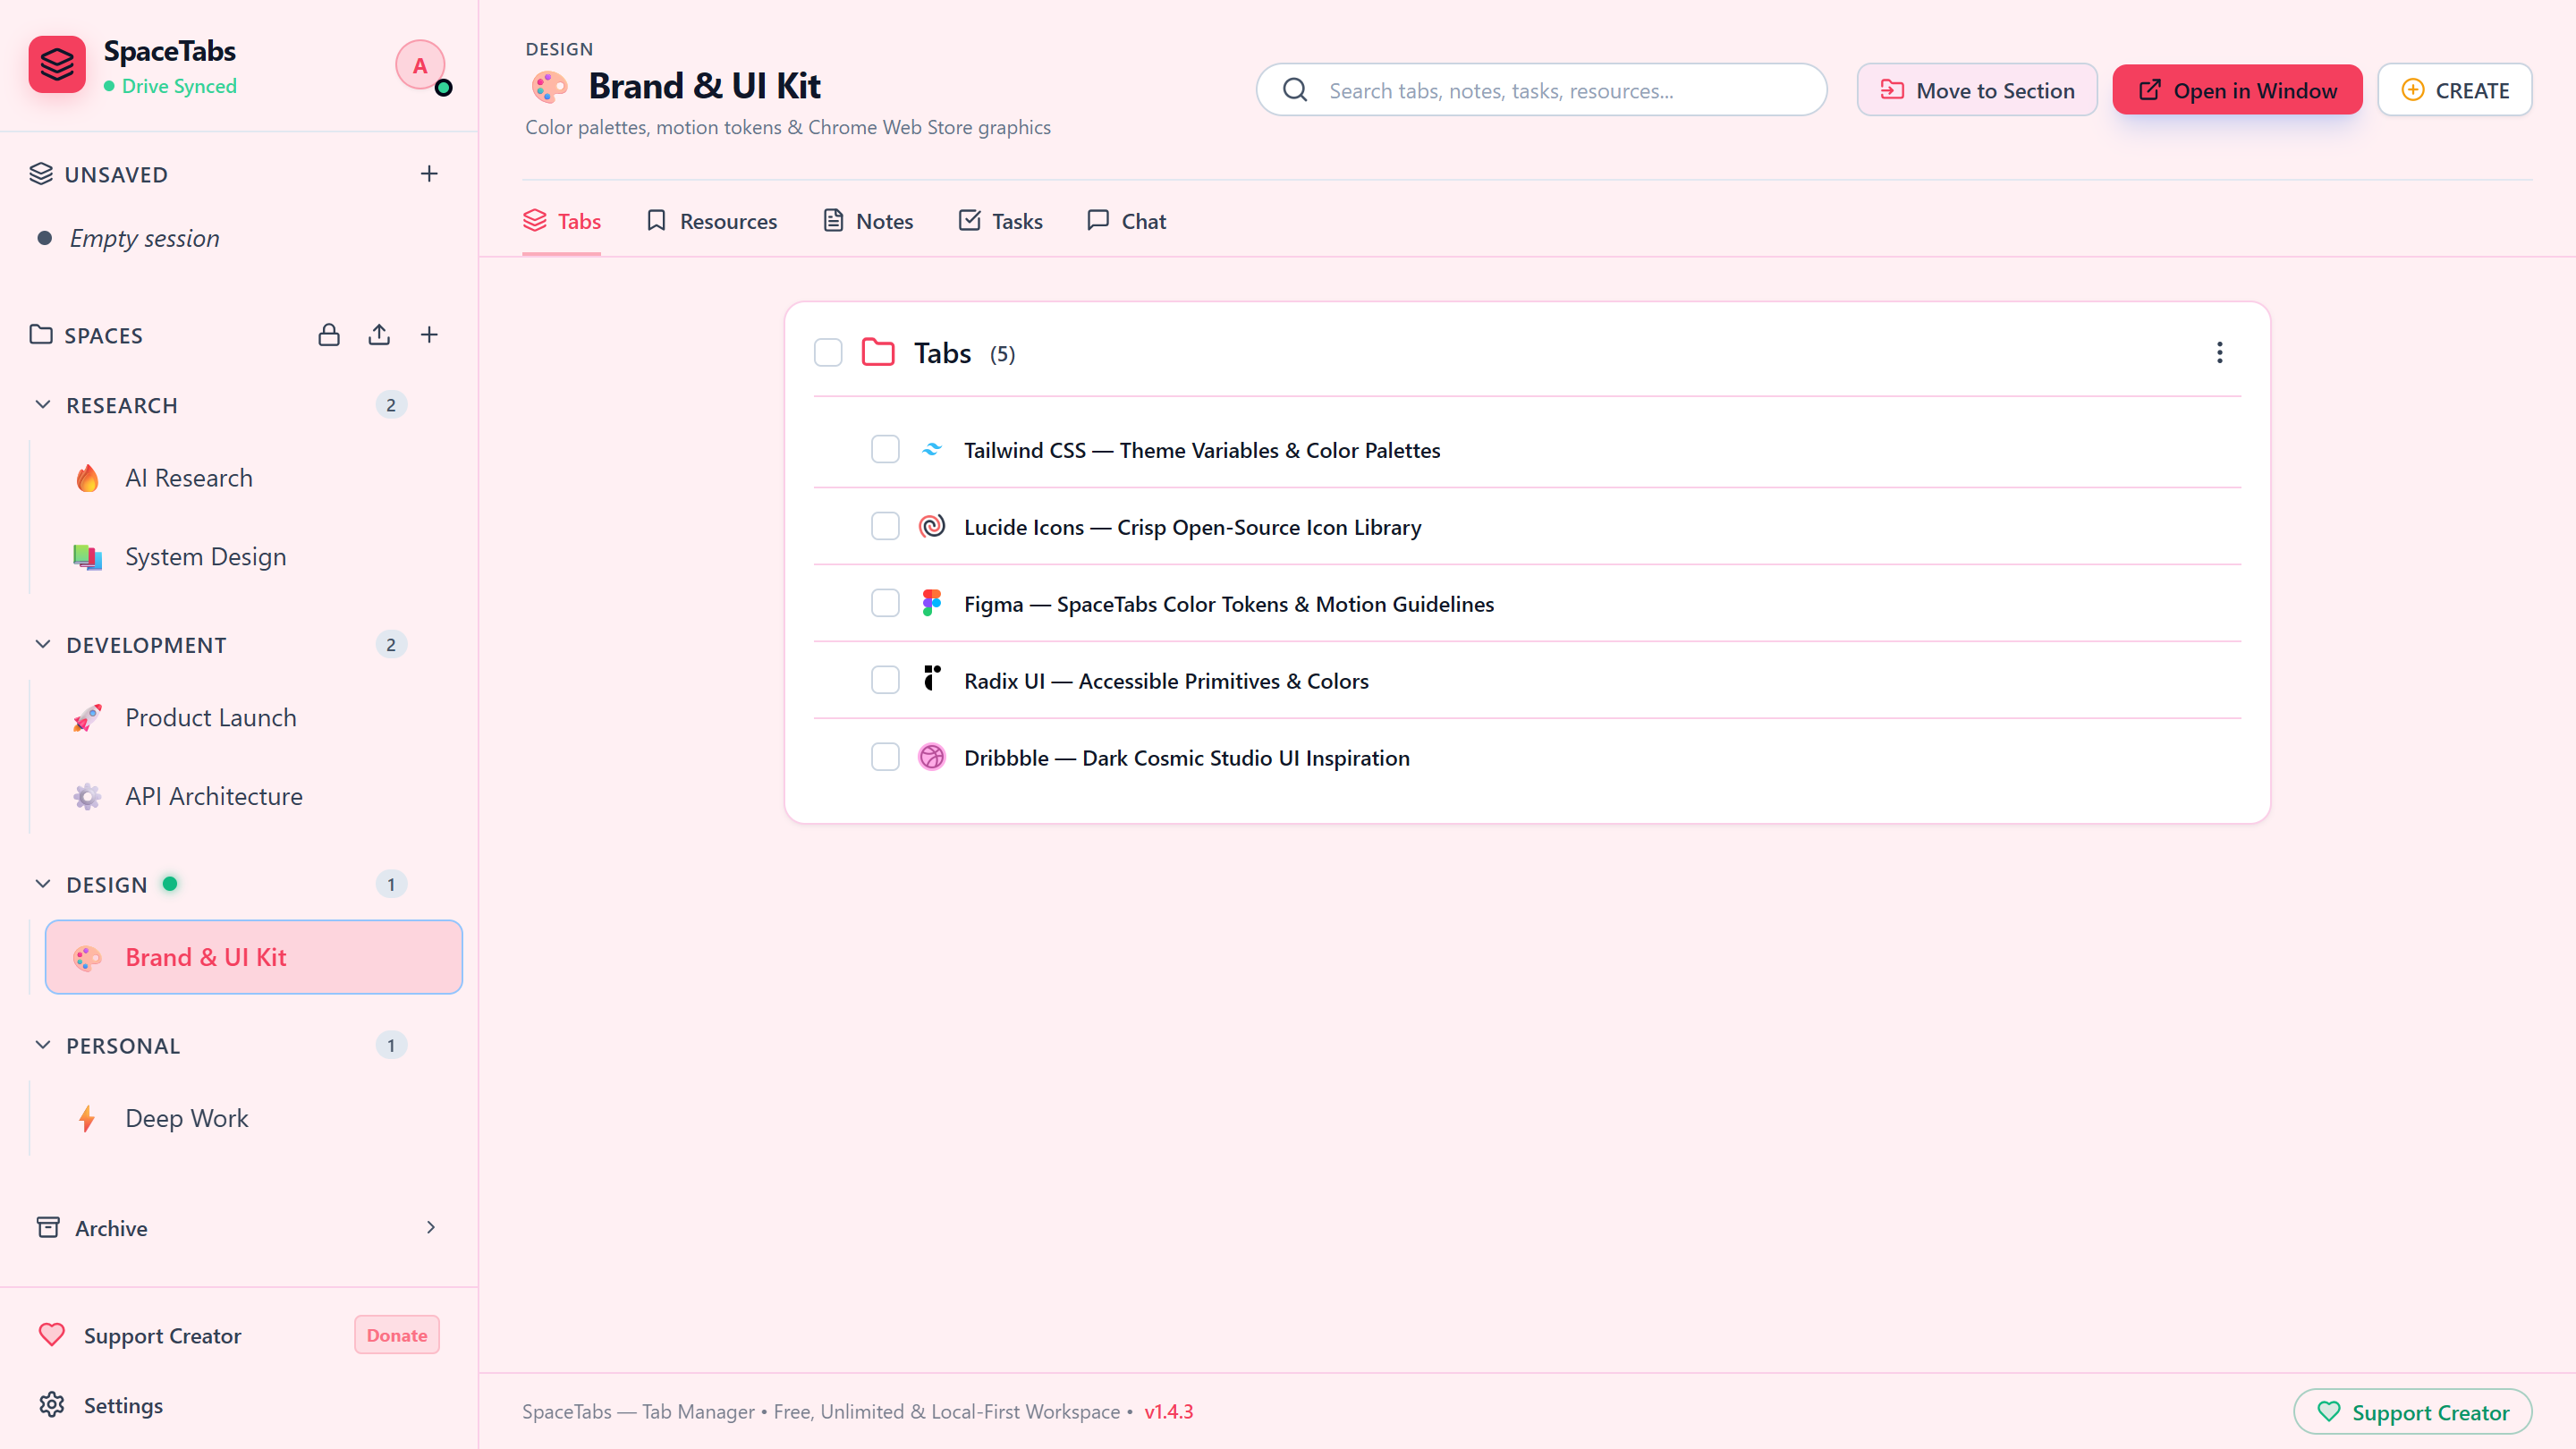 SpaceTabs
Drive Synced
A
UNSAVED
Empty session
SPACES
RESEARCH 2
AI Research
System Design
DEVELOPMENT 2
Product Launch
API Architecture
DESIGN 1
Brand & UI Kit
PERSONAL 1
Deep Work
Archive
Support Creator Donate
Settings
DESIGN
Brand & UI Kit
Color palettes, motion tokens & Chrome Web Store graphics
Search tabs, notes, tasks, resources...
Move to Section
Open in Window
CREATE
Tabs Resources Notes Tasks Chat
Tabs (5)
Tailwind CSS — Theme Variables & Color Palettes
Lucide Icons — Crisp Open-Source Icon Library
Figma — SpaceTabs Color Tokens & Motion Guidelines
Radix UI — Accessible Primitives & Colors
Dribbble — Dark Cosmic Studio UI Inspiration
SpaceTabs — Tab Manager • Free, Unlimited & Local-First Workspace • v1.4.3
Support Creator